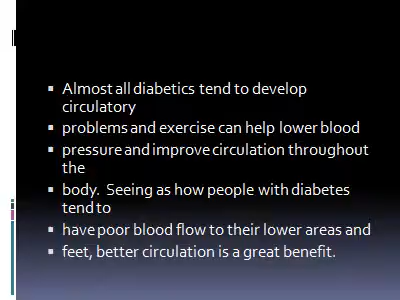 ▪ Almost all diabetics tend to develop
circulatory
▪ problems and exercise can help lower blood
▪ pressure and improve circulation throughout
the
▪ body.  Seeing as how people with diabetes
tend to
▪ have poor blood flow to their lower areas and
▪ feet, better circulation is a great benefit.